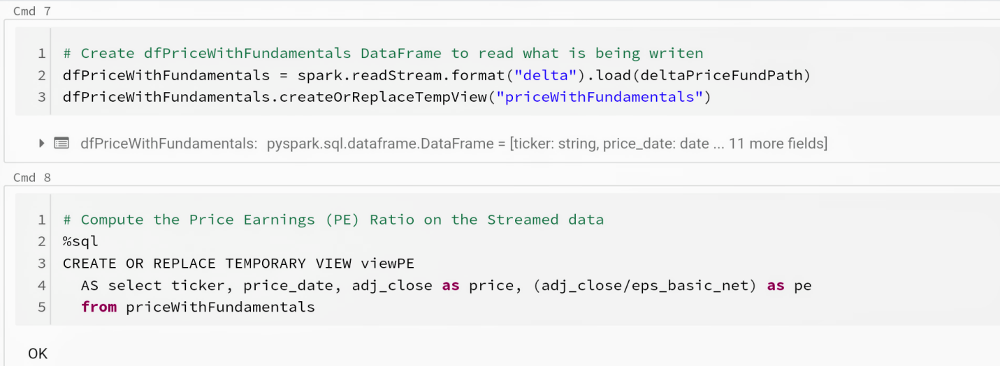 Cmd 7
1 # Create dfPriceWithFundamentals DataFrame to read what is being writen
2 dfPriceWithFundamentals = spark.readStream.format("delta").load(deltaPriceFundPath)
3 dfPriceWithFundamentals.createOrReplaceTempView("priceWithFundamentals")
dfPriceWithFundamentals: pyspark.sql.dataframe.DataFrame = [ticker: string, price_date: date ... 11 more fields]
Cmd 8
1 # Compute the Price Earnings (PE) Ratio on the Streamed data
2 %sql
3 CREATE OR REPLACE TEMPORARY VIEW viewPE
4 AS select ticker, price_date, adj_close as price, (adj_close/eps_basic_net) as pe
5 from priceWithFundamentals
OK